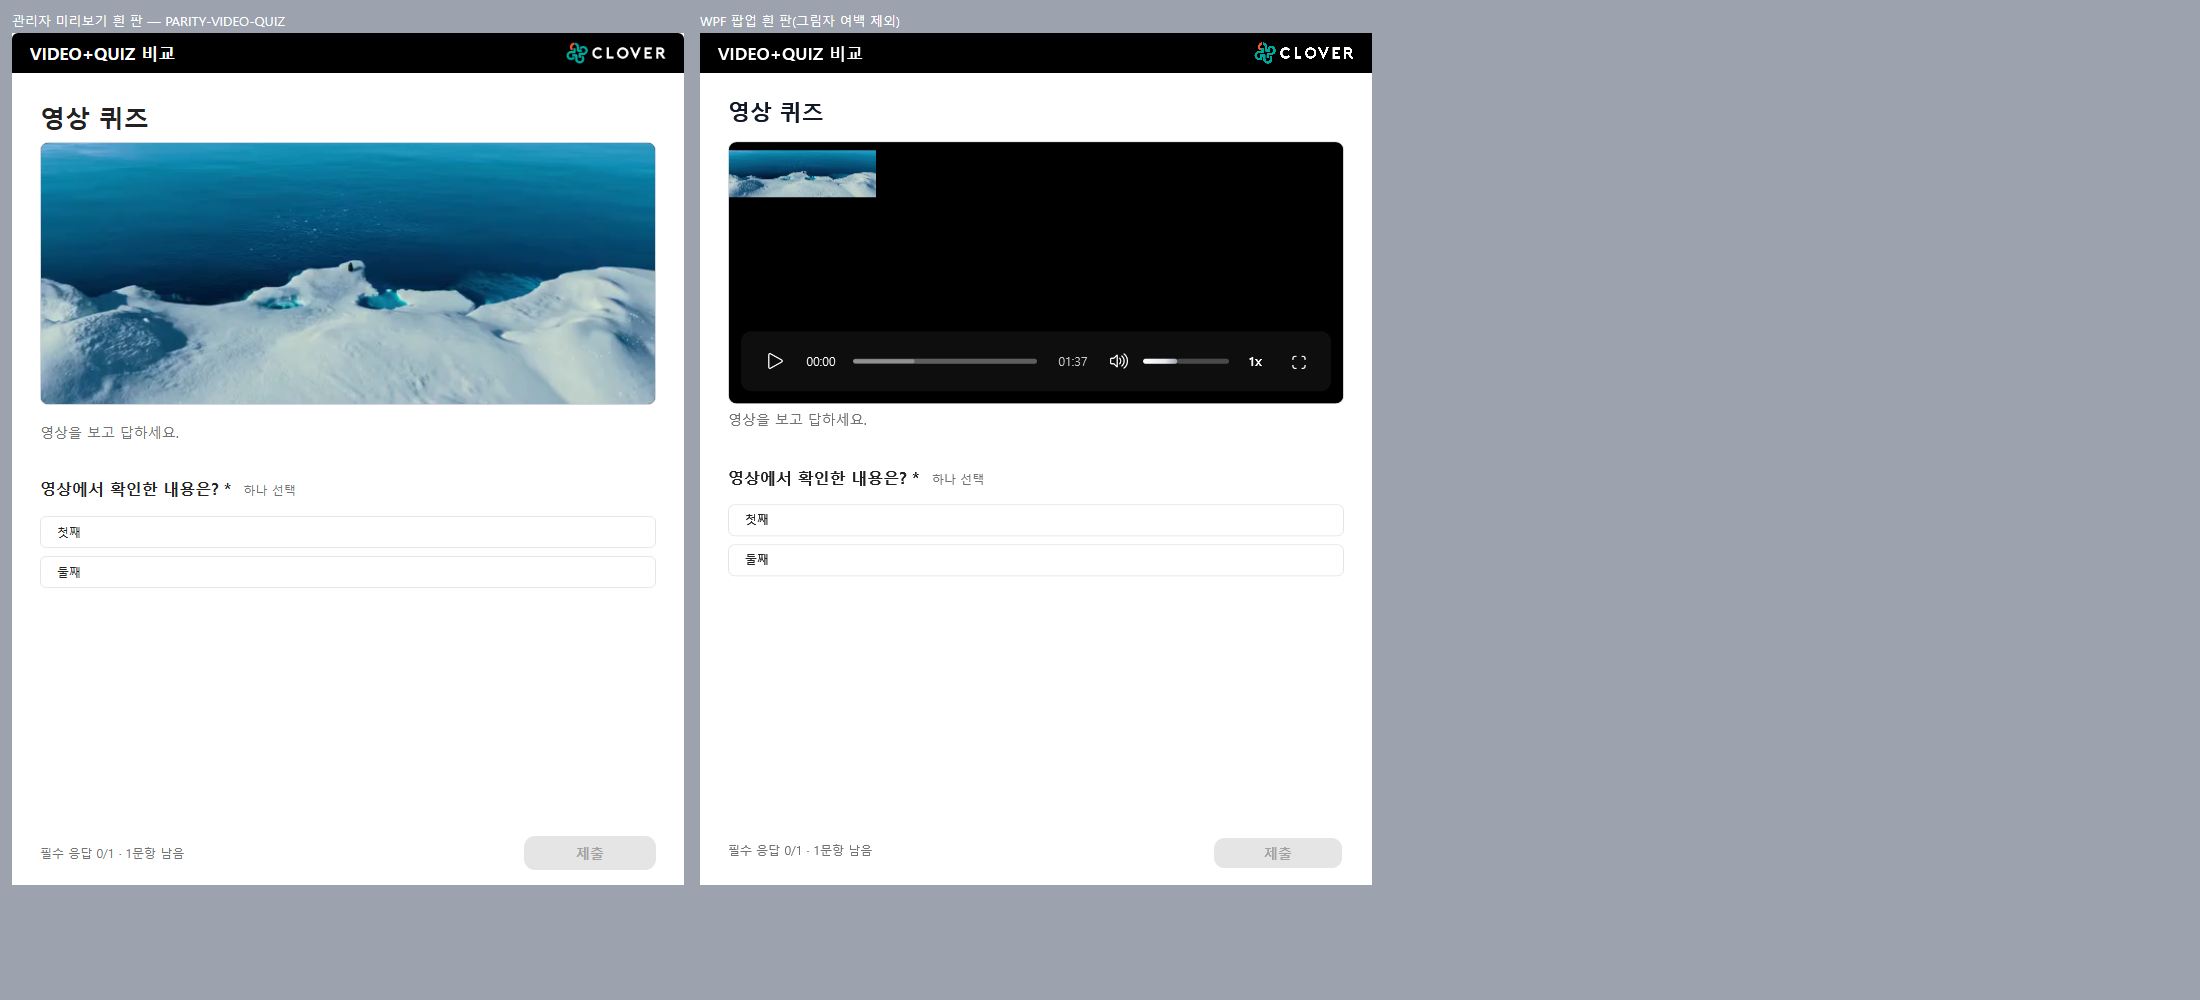 관리자 미리보기 흰 판 — PARITY-VIDEO-QUIZ
VIDEO+QUIZ 비교
CLOVER
영상 퀴즈
영상을 보고 답하세요.
영상에서 확인한 내용은? * 하나 선택
첫째
둘째
필수 응답 0/1 · 1문항 남음
제출
WPF 팝업 흰 판(그림자 여백 제외)
VIDEO+QUIZ 비교
CLOVER
영상 퀴즈
00:00
01:37
1x
영상을 보고 답하세요.
영상에서 확인한 내용은? * 하나 선택
첫째
둘째
필수 응답 0/1 · 1문항 남음
제출